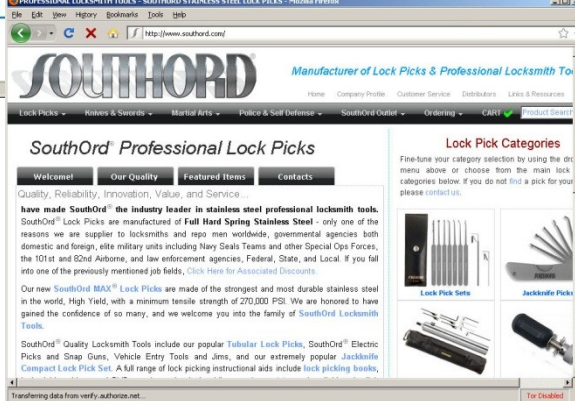 PROFESSIONAL LOCKSMITH TOOLS - SOUTHORD STAINLESS STEEL LOCK PICKS - Mozilla Firefox
File Edit View History Bookmarks Tools Help
http://www.southord.com/
SOUTHORD
Manufacturer of Lock Picks & Professional Locksmith Too
Home Company Profile Customer Service Distributors Links & Resources
Lock Picks Knives & Swords Martial Arts Police & Self Defense SouthOrd Outlet Ordering CART Product Search
SouthOrd® Professional Lock Picks
Welcome! Our Quality Featured Items Contacts
Quality, Reliability, Innovation, Value, and Service...
have made SouthOrd® the industry leader in stainless steel professional locksmith tools.
SouthOrd® Lock Picks are manufactured of Full Hard Spring Stainless Steel - only one of the
reasons we are supplier to locksmiths and repo men worldwide, governmental agencies both
domestic and foreign, elite military units including Navy Seals Teams and other Special Ops Forces,
the 101st and 82nd Airborne, and law enforcement agencies, Federal, State, and Local. If you fall
into one of the previously mentioned job fields, Click Here for Associated Discounts.
Our new SouthOrd MAX® Lock Picks are made of the strongest and most durable stainless steel
in the world, High Yield, with a minimum tensile strength of 270,000 PSI. We are honored to have
gained the confidence of so many, and we welcome you into the family of SouthOrd Locksmith
Tools.
SouthOrd® Quality Locksmith Tools include our popular Tubular Lock Picks, SouthOrd® Electric
Picks and Snap Guns, Vehicle Entry Tools and Jims, and our extremely popular Jackknife
Compact Lock Pick Set. A full range of lock picking instructional aids include lock picking books,
Lock Pick Categories
Fine-tune your category selection by using the dro
menu above or choose from the main lock
categories below. If you do not find a pick for your
please contact us.
Lock Pick Sets
Jackknife Picks
Transferring data from verify.authorize.net...
Tor Disabled